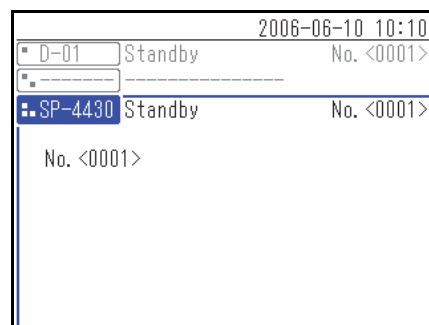 2006-06-10 10:10
D-01 Standby No.<0001>
------- ---------------
SP-4430 Standby No.<0001>
No.<0001>